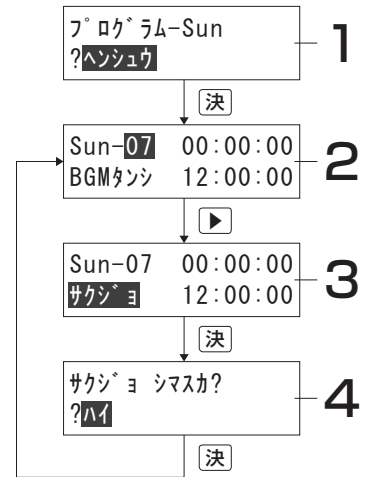 プログラム-Sun
?ヘンシュウ
1
決
Sun-07 00:00:00
BGMタンシ 12:00:00
2
▶
Sun-07 00:00:00
サクジョ 12:00:00
3
決
サクジョ シマスカ?
?ハイ
4
決